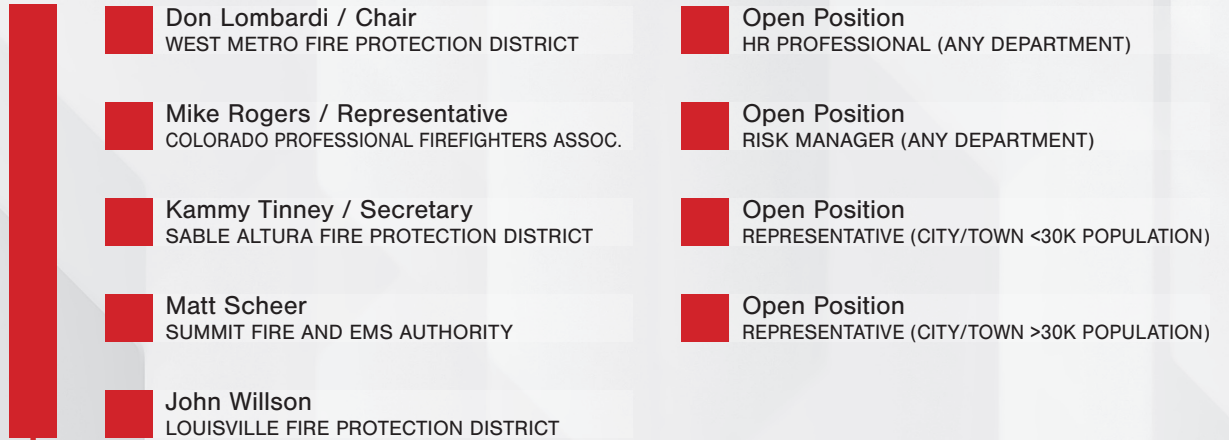 Don Lombardi / Chair
WEST METRO FIRE PROTECTION DISTRICT
Mike Rogers / Representative
COLORADO PROFESSIONAL FIREFIGHTERS ASSOC.
Kammy Tinney / Secretary
SABLE ALTURA FIRE PROTECTION DISTRICT
Matt Scheer
SUMMIT FIRE AND EMS AUTHORITY
John Willson
LOUISVILLE FIRE PROTECTION DISTRICT
Open Position
HR PROFESSIONAL (ANY DEPARTMENT)
Open Position
RISK MANAGER (ANY DEPARTMENT)
Open Position
REPRESENTATIVE (CITY/TOWN <30K POPULATION)
Open Position
REPRESENTATIVE (CITY/TOWN >30K POPULATION)